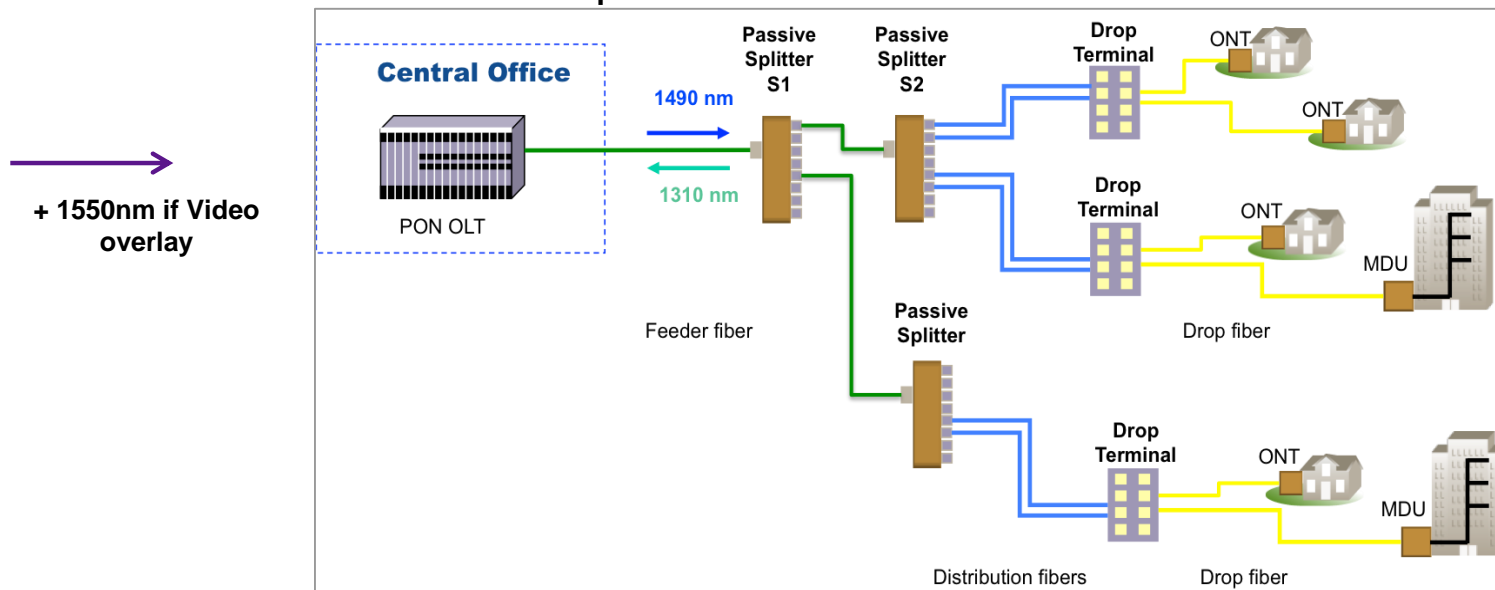 Passive
Splitter
S1
Passive
Splitter
S2
Drop
Terminal
ONT
Central Office
1490 nm
ONT
1310 nm
+ 1550nm if Video
overlay
PON OLT
Drop
Terminal
ONT
MDU
Feeder fiber
Passive
Splitter
Drop fiber
Drop
Terminal
ONT
MDU
Distribution fibers
Drop fiber